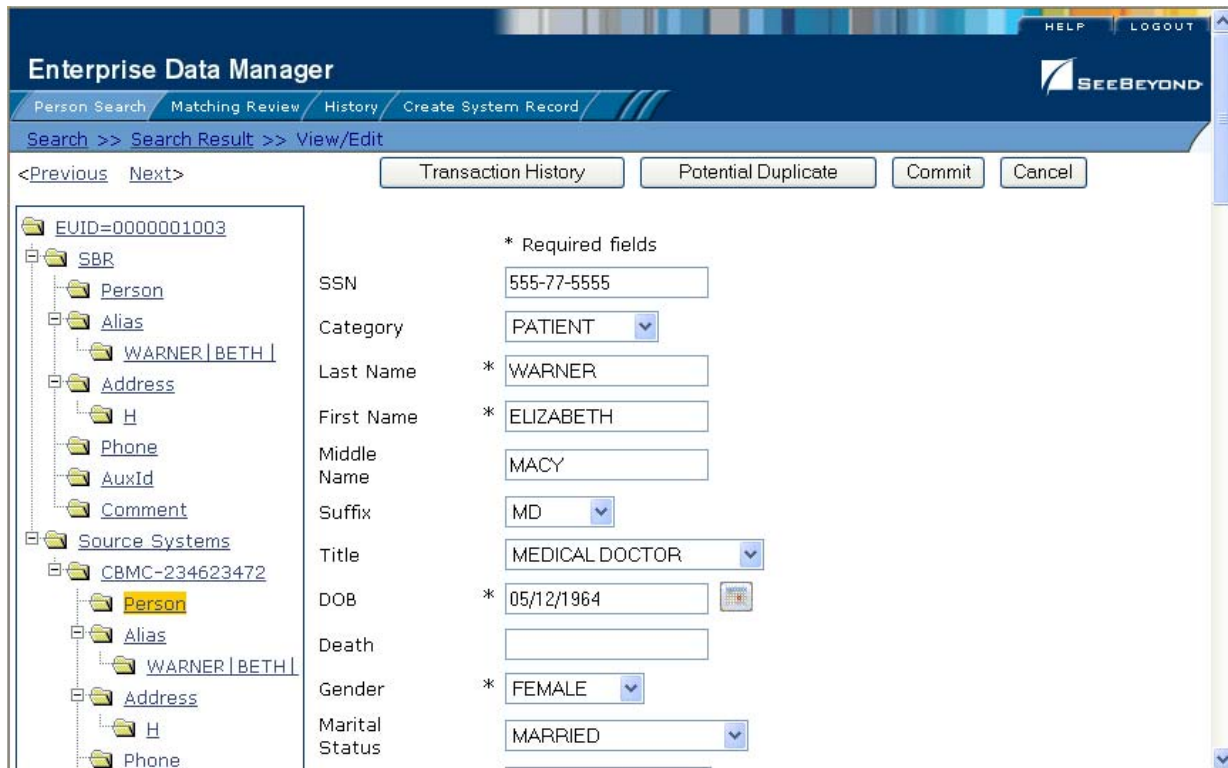 HELP LOGOUT
Enterprise Data Manager
SEEBEYOND
Person Search Matching Review History Create System Record
Search >> Search Result >> View/Edit
<Previous Next> Transaction History Potential Duplicate Commit Cancel
EUID=0000001003
SBR
Person
Alias
WARNER|BETH|
Address
H
Phone
AuxId
Comment
Source Systems
CBMC-234623472
Person
Alias
WARNER|BETH|
Address
H
Phone
* Required fields
SSN 555-77-5555
Category PATIENT
Last Name * WARNER
First Name * ELIZABETH
Middle
Name MACY
Suffix MD
Title MEDICAL DOCTOR
DOB * 05/12/1964
Death
Gender * FEMALE
Marital
Status MARRIED